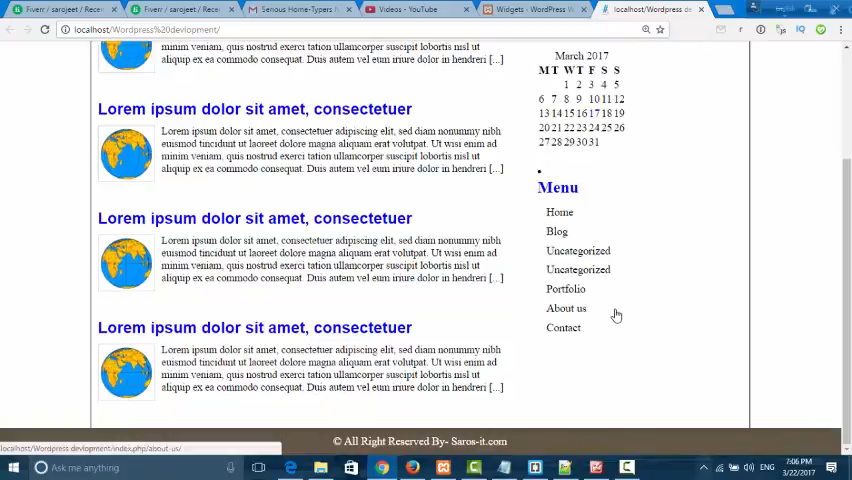 Fiverr / sarojeet / Recen
Fiverr / sarojeet / Recen
Serious Home-Typers N
Videos - YouTube
Widgets ‹ WordPress W
localhost/Wordpress de
localhost/Wordpress%20devlopment/
minim veniam, quis nostrud exerci tation ullamcorper suscipit lobortis nisl ut
aliquip ex ea commodo consequat. Duis autem vel eum iriure dolor in hendreri [...]
Lorem ipsum dolor sit amet, consectetuer
Lorem ipsum dolor sit amet, consectetuer adipiscing elit, sed diam nonummy nibh
euismod tincidunt ut laoreet dolore magna aliquam erat volutpat. Ut wisi enim ad
minim veniam, quis nostrud exerci tation ullamcorper suscipit lobortis nisl ut
aliquip ex ea commodo consequat. Duis autem vel eum iriure dolor in hendreri [...]
Lorem ipsum dolor sit amet, consectetuer
Lorem ipsum dolor sit amet, consectetuer adipiscing elit, sed diam nonummy nibh
euismod tincidunt ut laoreet dolore magna aliquam erat volutpat. Ut wisi enim ad
minim veniam, quis nostrud exerci tation ullamcorper suscipit lobortis nisl ut
aliquip ex ea commodo consequat. Duis autem vel eum iriure dolor in hendreri [...]
Lorem ipsum dolor sit amet, consectetuer
Lorem ipsum dolor sit amet, consectetuer adipiscing elit, sed diam nonummy nibh
euismod tincidunt ut laoreet dolore magna aliquam erat volutpat. Ut wisi enim ad
minim veniam, quis nostrud exerci tation ullamcorper suscipit lobortis nisl ut
aliquip ex ea commodo consequat. Duis autem vel eum iriure dolor in hendreri [...]
March 2017
M T W T F S S
1 2 3 4 5
6 7 8 9 10 11 12
13 14 15 16 17 18 19
20 21 22 23 24 25 26
27 28 29 30 31
Menu
Home
Blog
Uncategorized
Uncategorized
Portfolio
About us
Contact
© All Right Reserved By- Saros-it.com
localhost/Wordpress devlopment/index.php/about-us/
Ask me anything
ENG
7:06 PM
3/22/2017